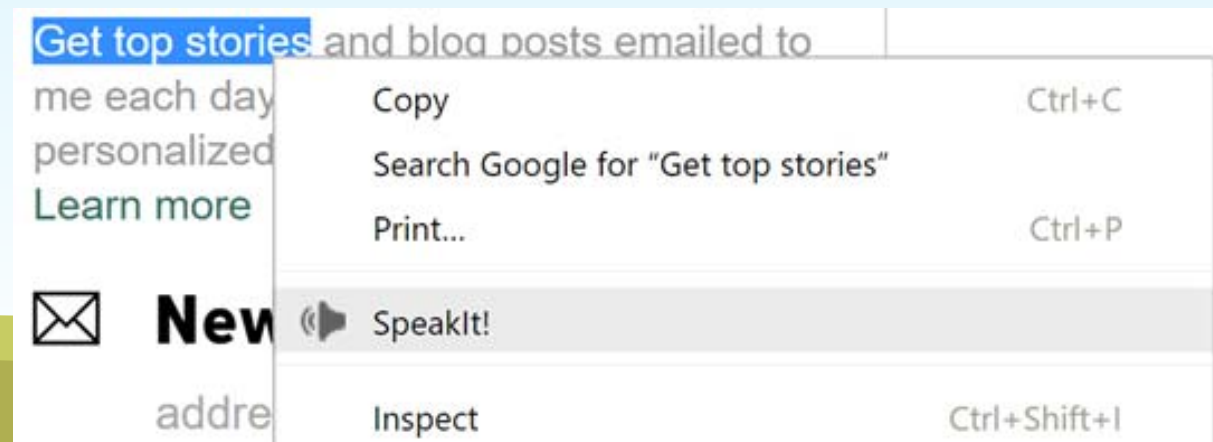 Get top stories and blog posts emailed to
me each day
personalized
Learn more
New
addre
Copy Ctrl+C
Search Google for “Get top stories”
Print... Ctrl+P
SpeakIt!
Inspect Ctrl+Shift+I